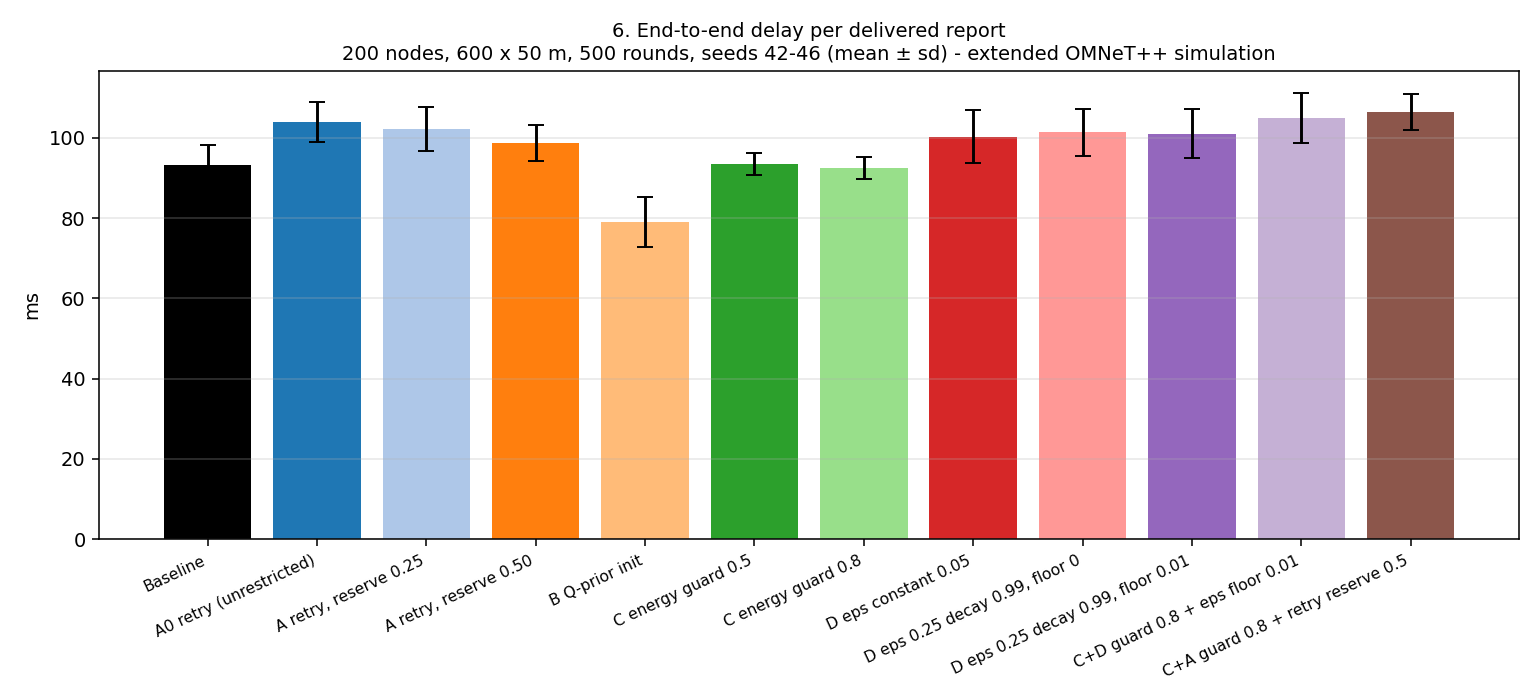 6. End-to-end delay per delivered report
200 nodes, 600 x 50 m, 500 rounds, seeds 42-46 (mean ± sd) - extended OMNeT++ simulation
ms
100
80
60
40
20
0
Baseline
A0 retry (unrestricted)
A retry, reserve 0.25
A retry, reserve 0.50
B Q-prior init
C energy guard 0.5
C energy guard 0.8
D eps constant 0.05
D eps 0.25 decay 0.99, floor 0
D eps 0.25 decay 0.99, floor 0.01
C+D guard 0.8 + eps floor 0.01
C+A guard 0.8 + retry reserve 0.5